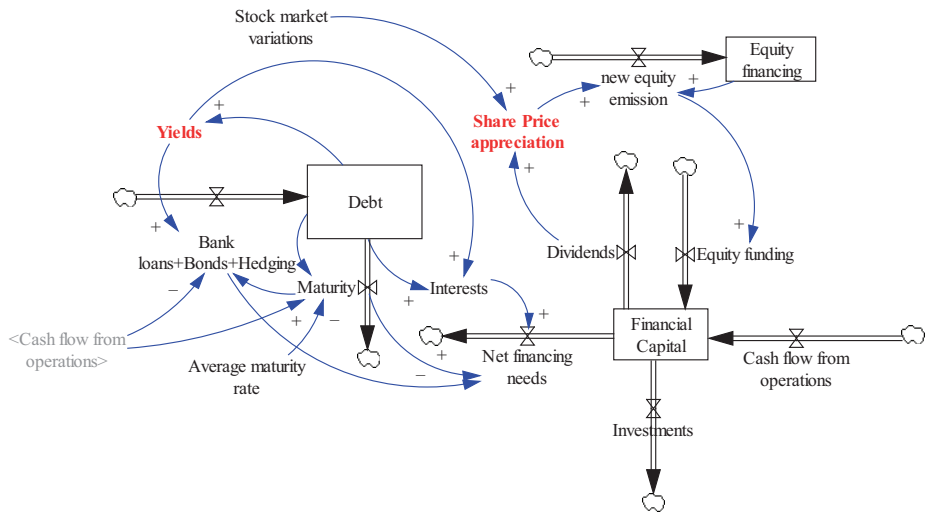 Stock market
variations
Equity
financing
new equity
emission
+
+
+
+
+
Yields
Share Price
appreciation
+
+
Debt
+
+
Bank
loans+Bonds+Hedging
Dividends
Equity funding
+
−
Maturity
Interests
+
+
+
−
<Cash flow from
operations>
Average maturity
rate
+
−
Net financing
needs
Financial
Capital
Cash flow from
operations
Investments